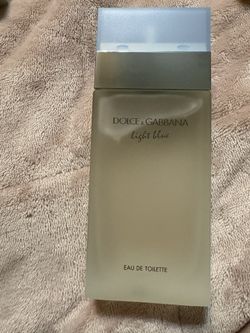 DOLCE & GABBANA
light blue
EAU DE TOILETTE